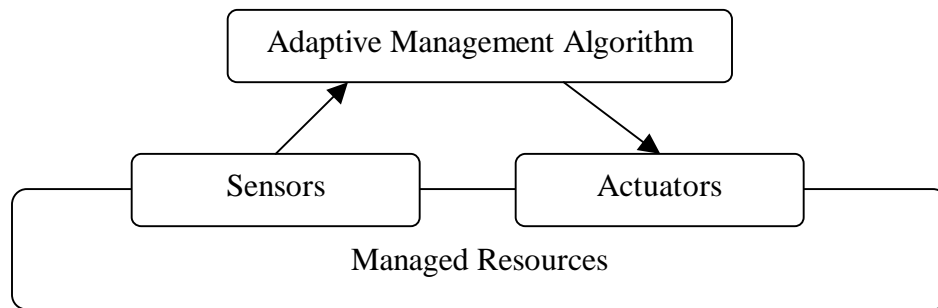 Adaptive Management Algorithm
Sensors
Actuators
Managed Resources